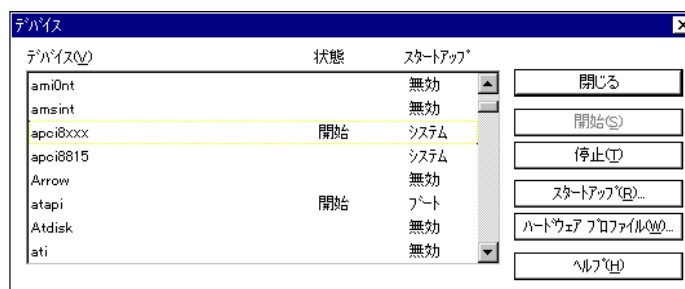 ﾃﾞﾊﾞｲｽ
ﾃﾞﾊﾞｲｽ(V) 状態 ｽﾀｰﾄｱｯﾌﾟ
ami0nt 無効
amsint 無効
apci8xxx 開始 ｼｽﾃﾑ
apci8815 ｼｽﾃﾑ
Arrow 無効
atapi 開始 ﾌﾞｰﾄ
Atdisk 無効
ati 無効
閉じる
開始(S)
停止(T)
ｽﾀｰﾄｱｯﾌﾟ(R)...
ﾊｰﾄﾞｳｪｱ ﾌﾟﾛﾌｧｲﾙ(W)...
ﾍﾙﾌﾟ(H)